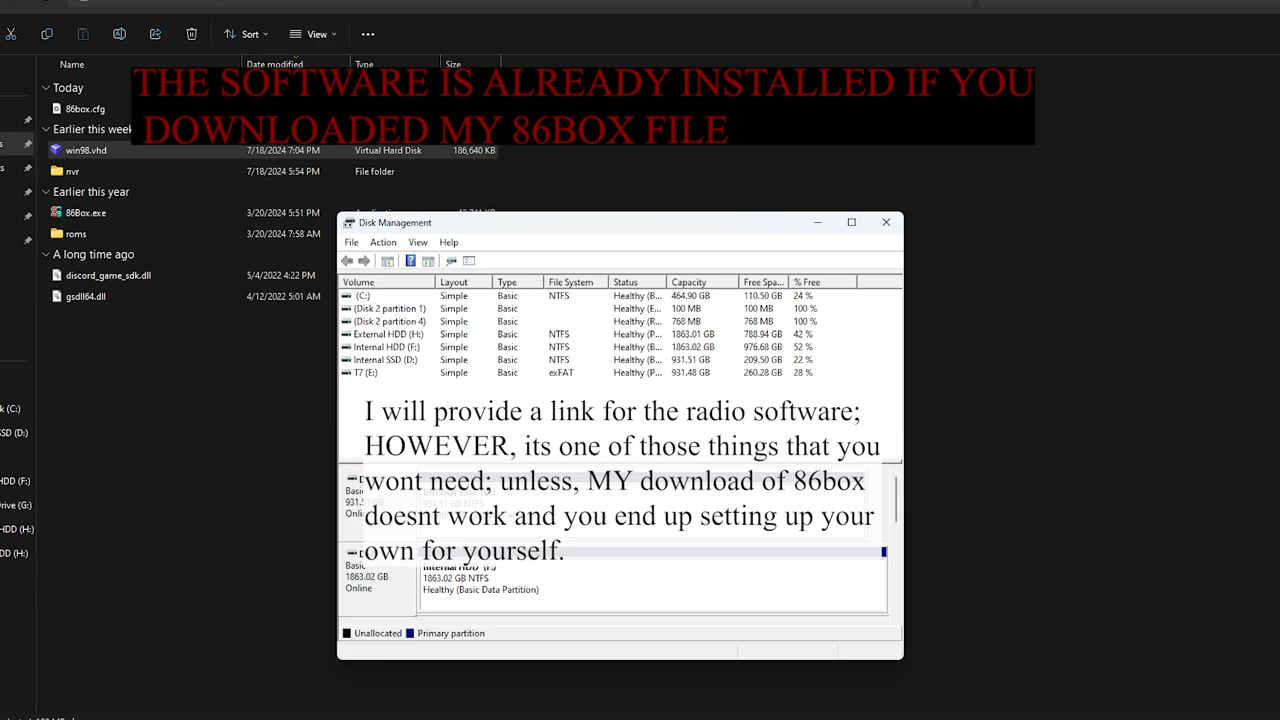 Sort
View
Name
Date modified
Type
Size
THE SOFTWARE IS ALREADY INSTALLED IF YOU
DOWNLOADED MY 86BOX FILE
Today
86box.cfg
Earlier this week
win98.vhd 7/18/2024 7:04 PM Virtual Hard Disk 186,640 KB
nvr 7/18/2024 5:54 PM File folder
Earlier this year
86Box.exe 3/20/2024 5:51 PM
roms 3/20/2024 7:58 AM
A long time ago
discord_game_sdk.dll 5/4/2022 4:22 PM
gsdll64.dll 4/12/2022 5:01 AM
k (C:)
SD (D:)
DD (F:)
rive (G:)
HDD (H:)
DD (H:)
Disk Management
File Action View Help
Volume Layout Type File System Status Capacity Free Spa... % Free
(C:) Simple Basic NTFS Healthy (B... 464.90 GB 110.50 GB 24 %
(Disk 2 partition 1) Simple Basic Healthy (E... 100 MB 100 MB 100 %
(Disk 2 partition 4) Simple Basic Healthy (R... 768 MB 768 MB 100 %
External HDD (H:) Simple Basic NTFS Healthy (P... 1863.01 GB 788.94 GB 42 %
Internal HDD (F:) Simple Basic NTFS Healthy (B... 1863.02 GB 976.68 GB 52 %
Internal SSD (D:) Simple Basic NTFS Healthy (B... 931.51 GB 209.50 GB 22 %
T7 (E:) Simple Basic exFAT Healthy (P... 931.48 GB 260.28 GB 28 %
I will provide a link for the radio software;
HOWEVER, its one of those things that you
wont need; unless, MY download of 86box
doesnt work and you end up setting up your
own for yourself.
Basic
1863.02 GB
Online
Internal HDD (F:)
1863.02 GB NTFS
Healthy (Basic Data Partition)
Unallocated Primary partition